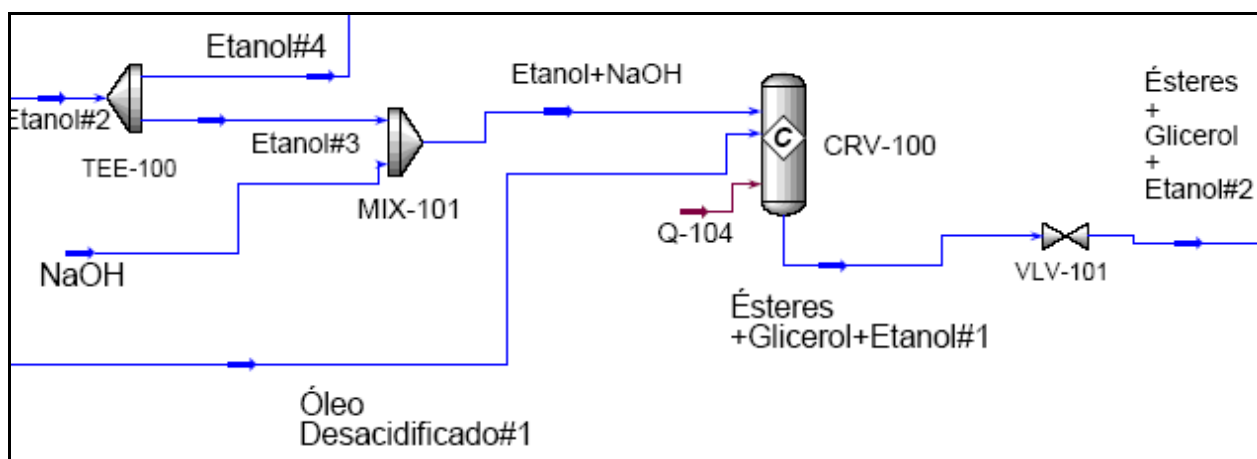 Etanol#4
Etanol#2
TEE-100
Etanol#3
NaOH
MIX-101
Etanol+NaOH
C
CRV-100
Q-104
Óleo
Desacidificado#1
Ésteres
+Glicerol+Etanol#1
VLV-101
Ésteres
+
Glicerol
+
Etanol#2